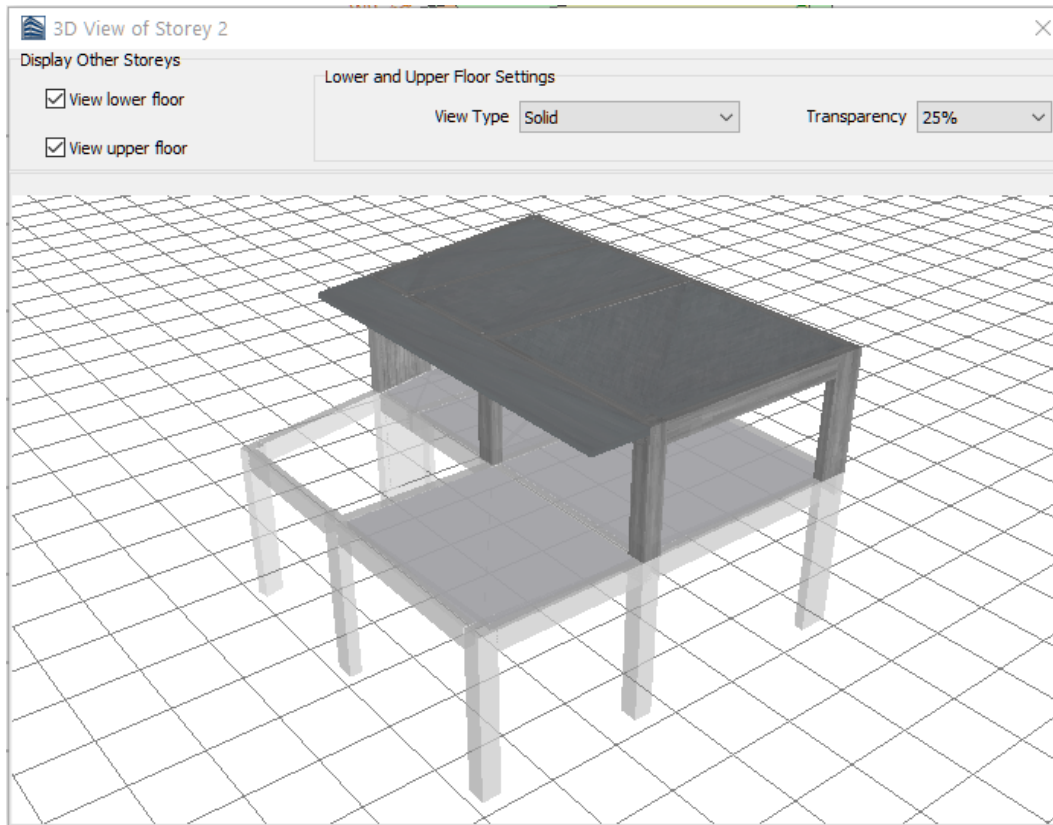 3D View of Storey 2
Display Other Storeys
View lower floor
View upper floor
Lower and Upper Floor Settings
View Type Solid
Transparency 25%